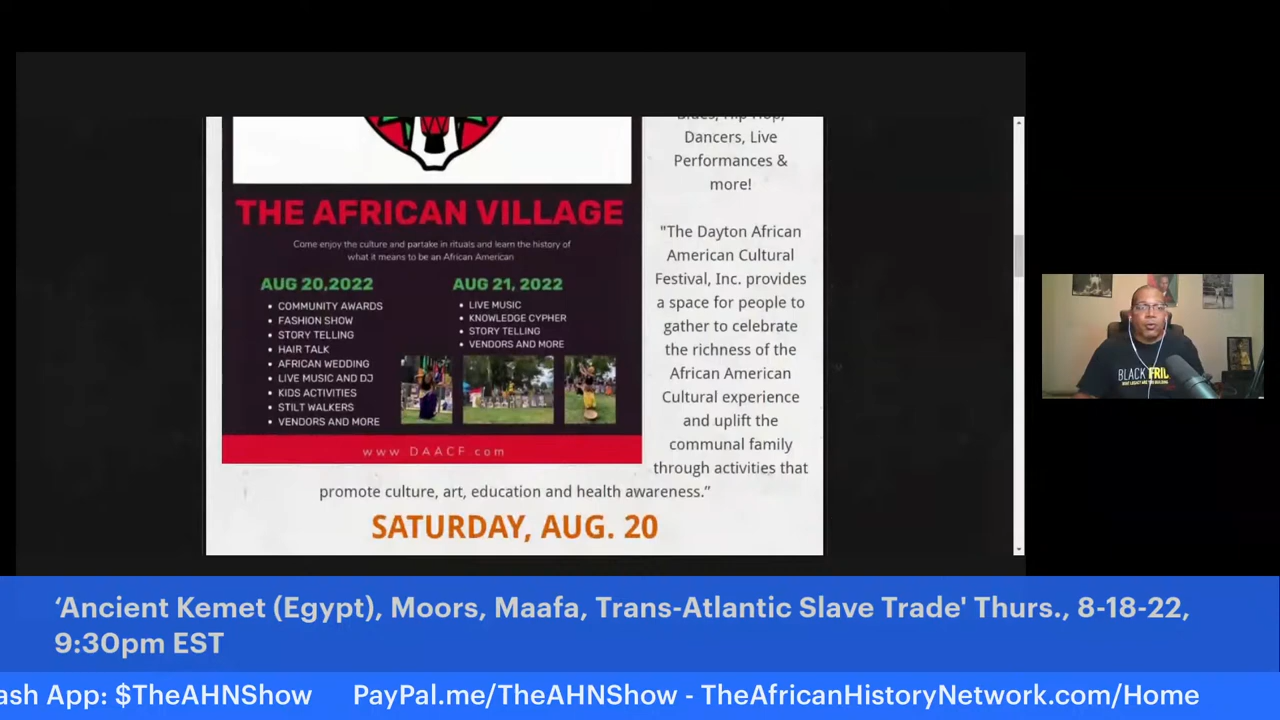 Blues, Hip Hop,
Dancers, Live
Performances &
more!
THE AFRICAN VILLAGE
Come enjoy the culture and partake in rituals and learn the history of
what it means to be an African American
AUG 20,2022
• COMMUNITY AWARDS
• FASHION SHOW
• STORY TELLING
• HAIR TALK
• AFRICAN WEDDING
• LIVE MUSIC AND DJ
• KIDS ACTIVITIES
• STILT WALKERS
• VENDORS AND MORE
AUG 21, 2022
• LIVE MUSIC
• KNOWLEDGE CYPHER
• STORY TELLING
• VENDORS AND MORE
www DAACF.com
"The Dayton African
American Cultural
Festival, Inc. provides
a space for people to
gather to celebrate
the richness of the
African American
Cultural experience
and uplift the
communal family
through activities that
promote culture, art, education and health awareness.”
SATURDAY, AUG. 20
BLACK FRI
‘Ancient Kemet (Egypt), Moors, Maafa, Trans-Atlantic Slave Trade' Thurs., 8-18-22,
9:30pm EST
ash App: $TheAHNShow PayPal.me/TheAHNShow - TheAfricanHistoryNetwork.com/Home